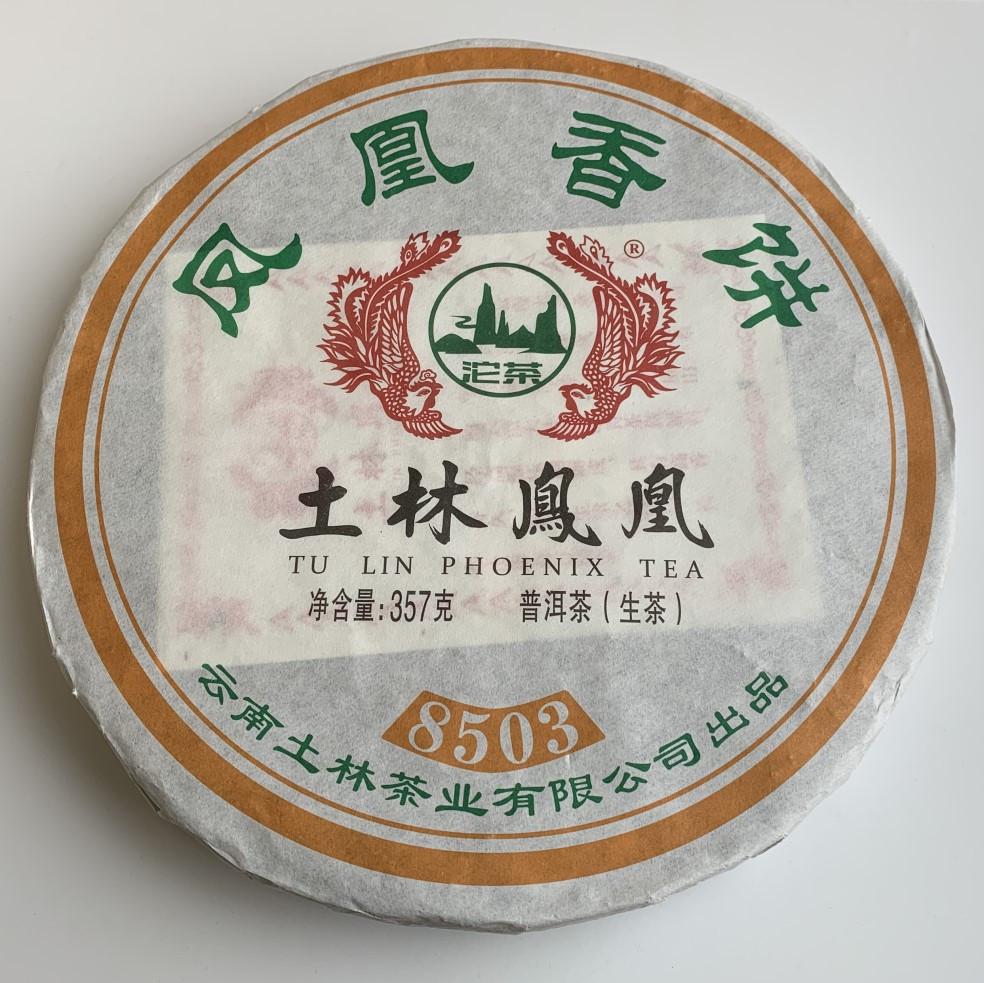 凤凰香饼
®
沱茶
土林鳳凰
TU LIN PHOENIX TEA
净含量:357克 普洱茶(生茶)
8503
云南土林茶业有限公司出品